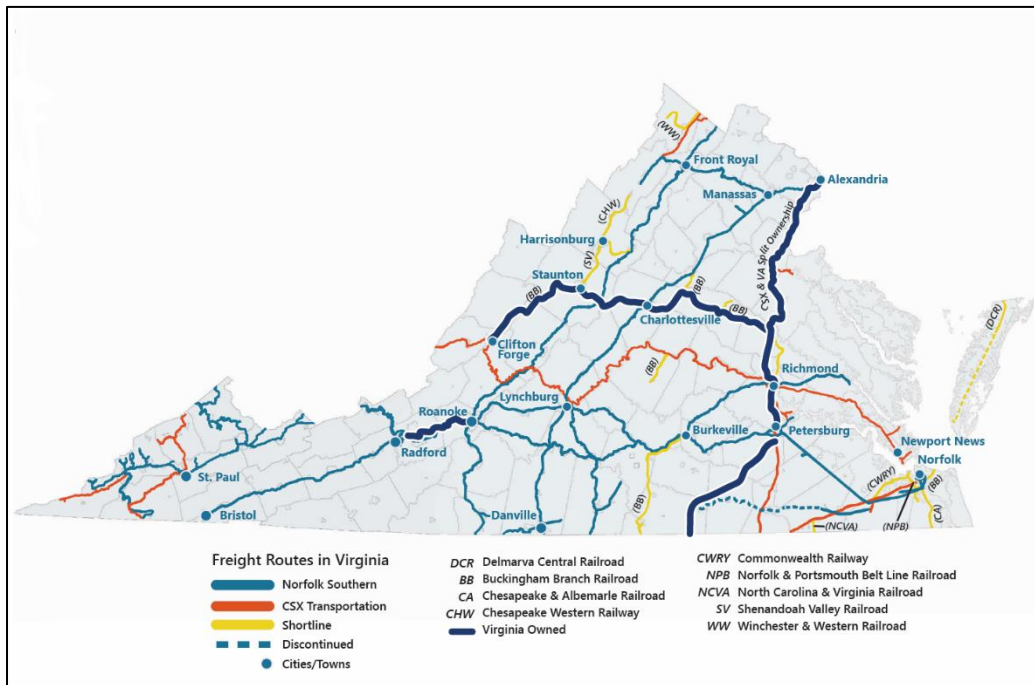 (WW)
Front Royal
Alexandria
Manassas
(CHW)
CSX & VA Split Ownership
Harrisonburg
(SV)
Staunton
(BB)
(BB)
(BB)
(DCR)
Charlottesville
Clifton
Forge
(BB)
Richmond
Lynchburg
Roanoke
Burkeville
Petersburg
Radford
Newport News
Norfolk
St. Paul
(CWRY)
(BB)
Bristol
Danville
(BB)
(NCVA)
(NPB)
(CA)
Freight Routes in Virginia
Norfolk Southern
CSX Transportation
Shortline
Discontinued
Cities/Towns
DCR Delmarva Central Railroad
BB Buckingham Branch Railroad
CA Chesapeake & Albemarle Railroad
CHW Chesapeake Western Railway
Virginia Owned
CWRY Commonwealth Railway
NPB Norfolk & Portsmouth Belt Line Railroad
NCVA North Carolina & Virginia Railroad
SV Shenandoah Valley Railroad
WW Winchester & Western Railroad